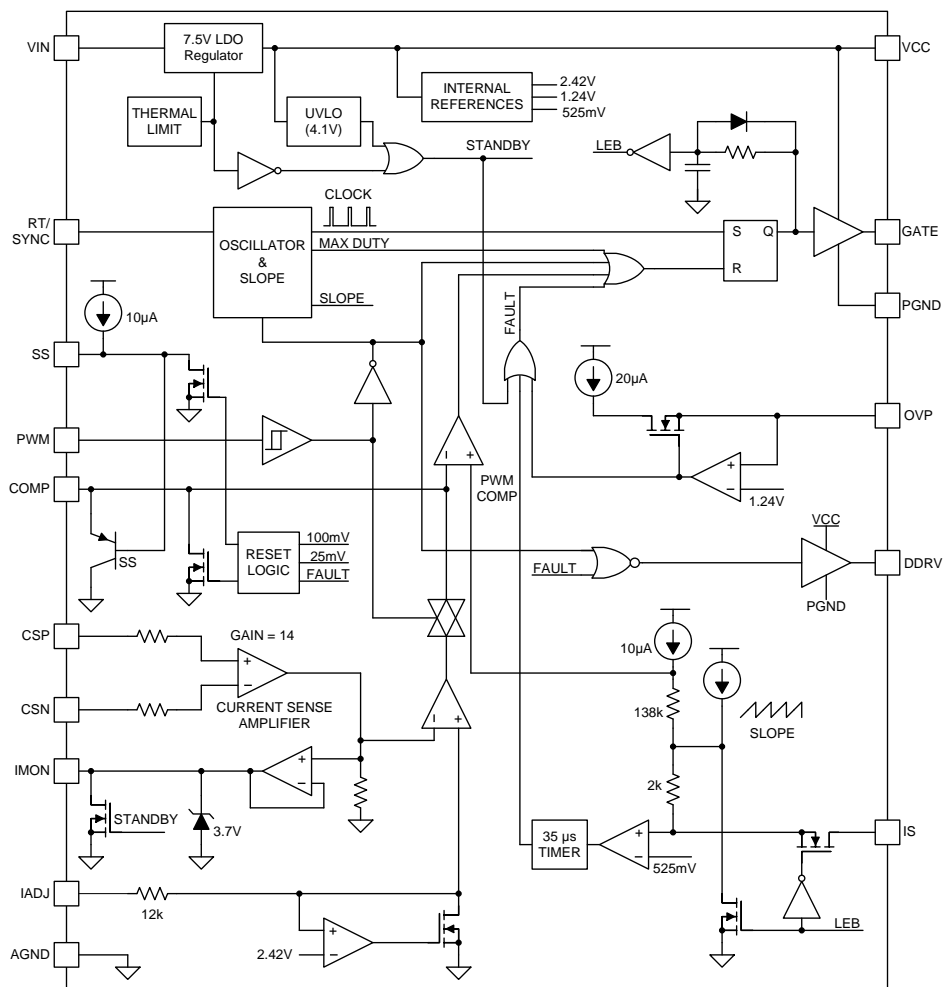 VIN
7.5V LDO
Regulator
VCC
THERMAL
LIMIT
UVLO
(4.1V)
INTERNAL
REFERENCES
2.42V
1.24V
525mV
STANDBY
LEB
CLOCK
RT/
SYNC
OSCILLATOR
&
SLOPE
MAX DUTY
SLOPE
S Q
R
GATE
PGND
10µA
FAULT
SS
20µA
OVP
PWM
+
−
1.24V
− +
PWM
COMP
COMP
SS
RESET
LOGIC
100mV
25mV
FAULT
FAULT
VCC
DDRV
PGND
CSP
GAIN = 14
+
−
CSN
CURRENT SENSE
AMPLIFIER
− +
10µA
138k
SLOPE
2k
IMON
+
−
STANDBY
3.7V
35 µs
TIMER
+
−
525mV
IS
IADJ
12k
+
−
2.42V
LEB
AGND